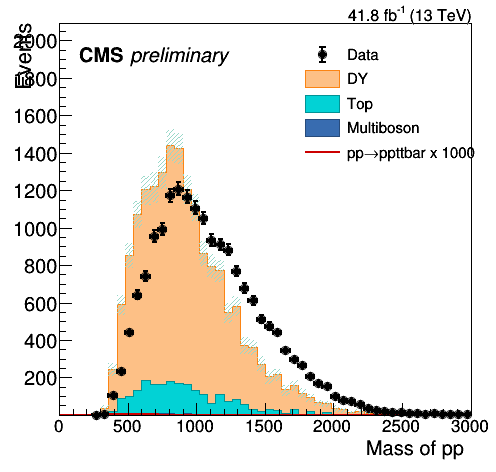 41.8 fb⁻¹ (13 TeV)
Events
CMS preliminary
Data
DY
Top
Multiboson
pp→ppttbar x 1000
2000
1800
1600
1400
1200
1000
800
600
400
200
0 500 1000 1500 2000 2500 3000
Mass of pp